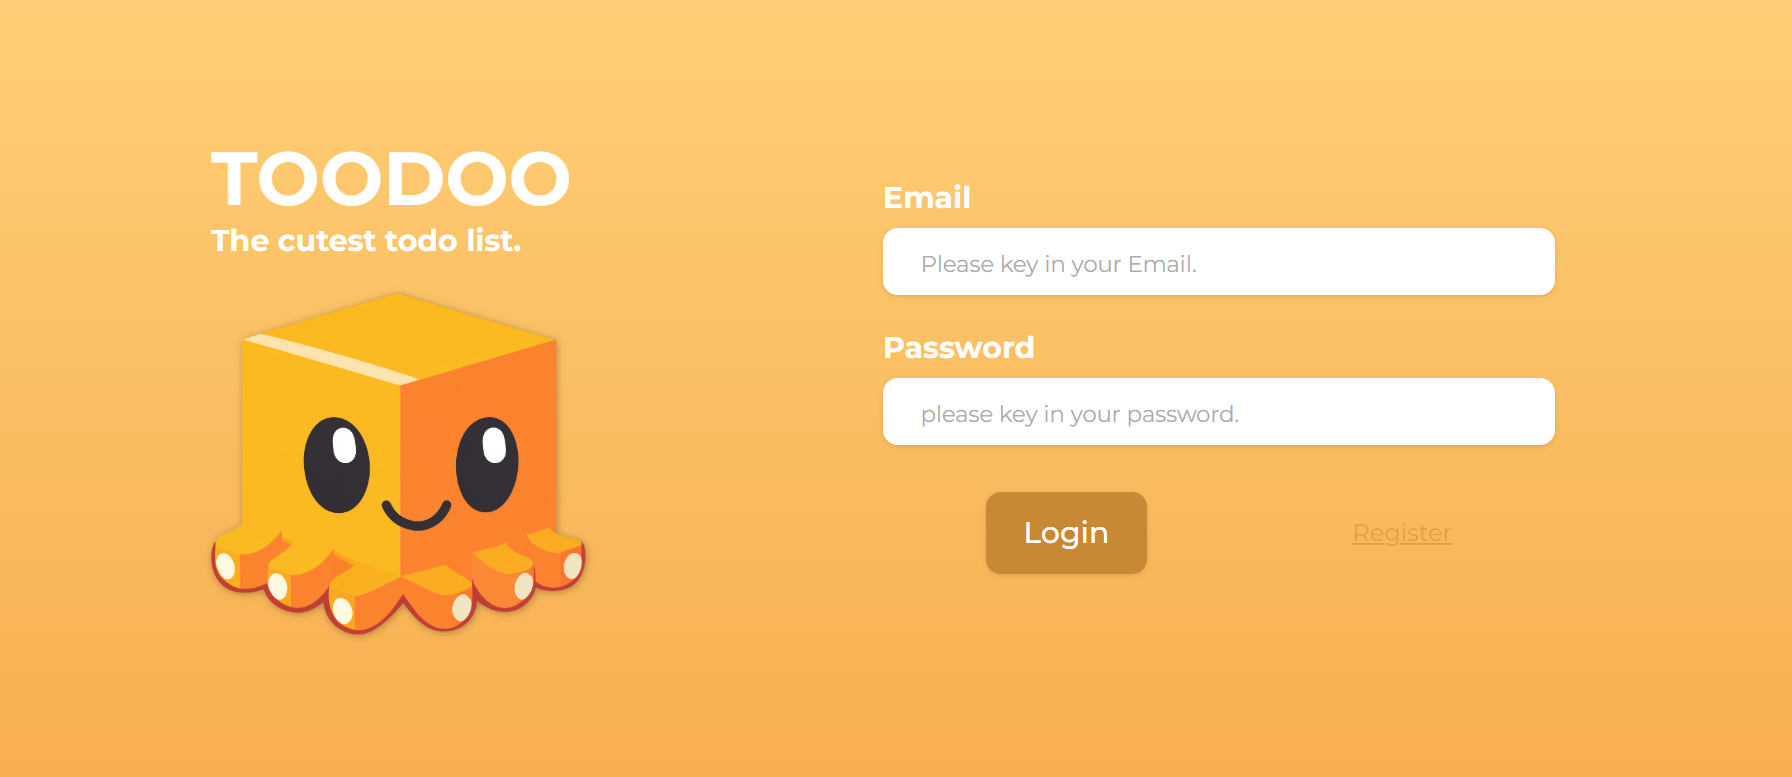 TOODOO
The cutest todo list.
Email
Please key in your Email.
Password
please key in your password.
Login
Register